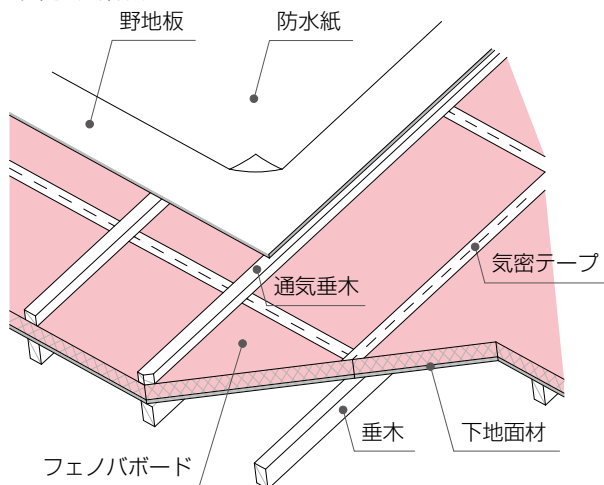 野地板
防水紙
気密テープ
通気垂木
垂木
下地面材
フェノバボード